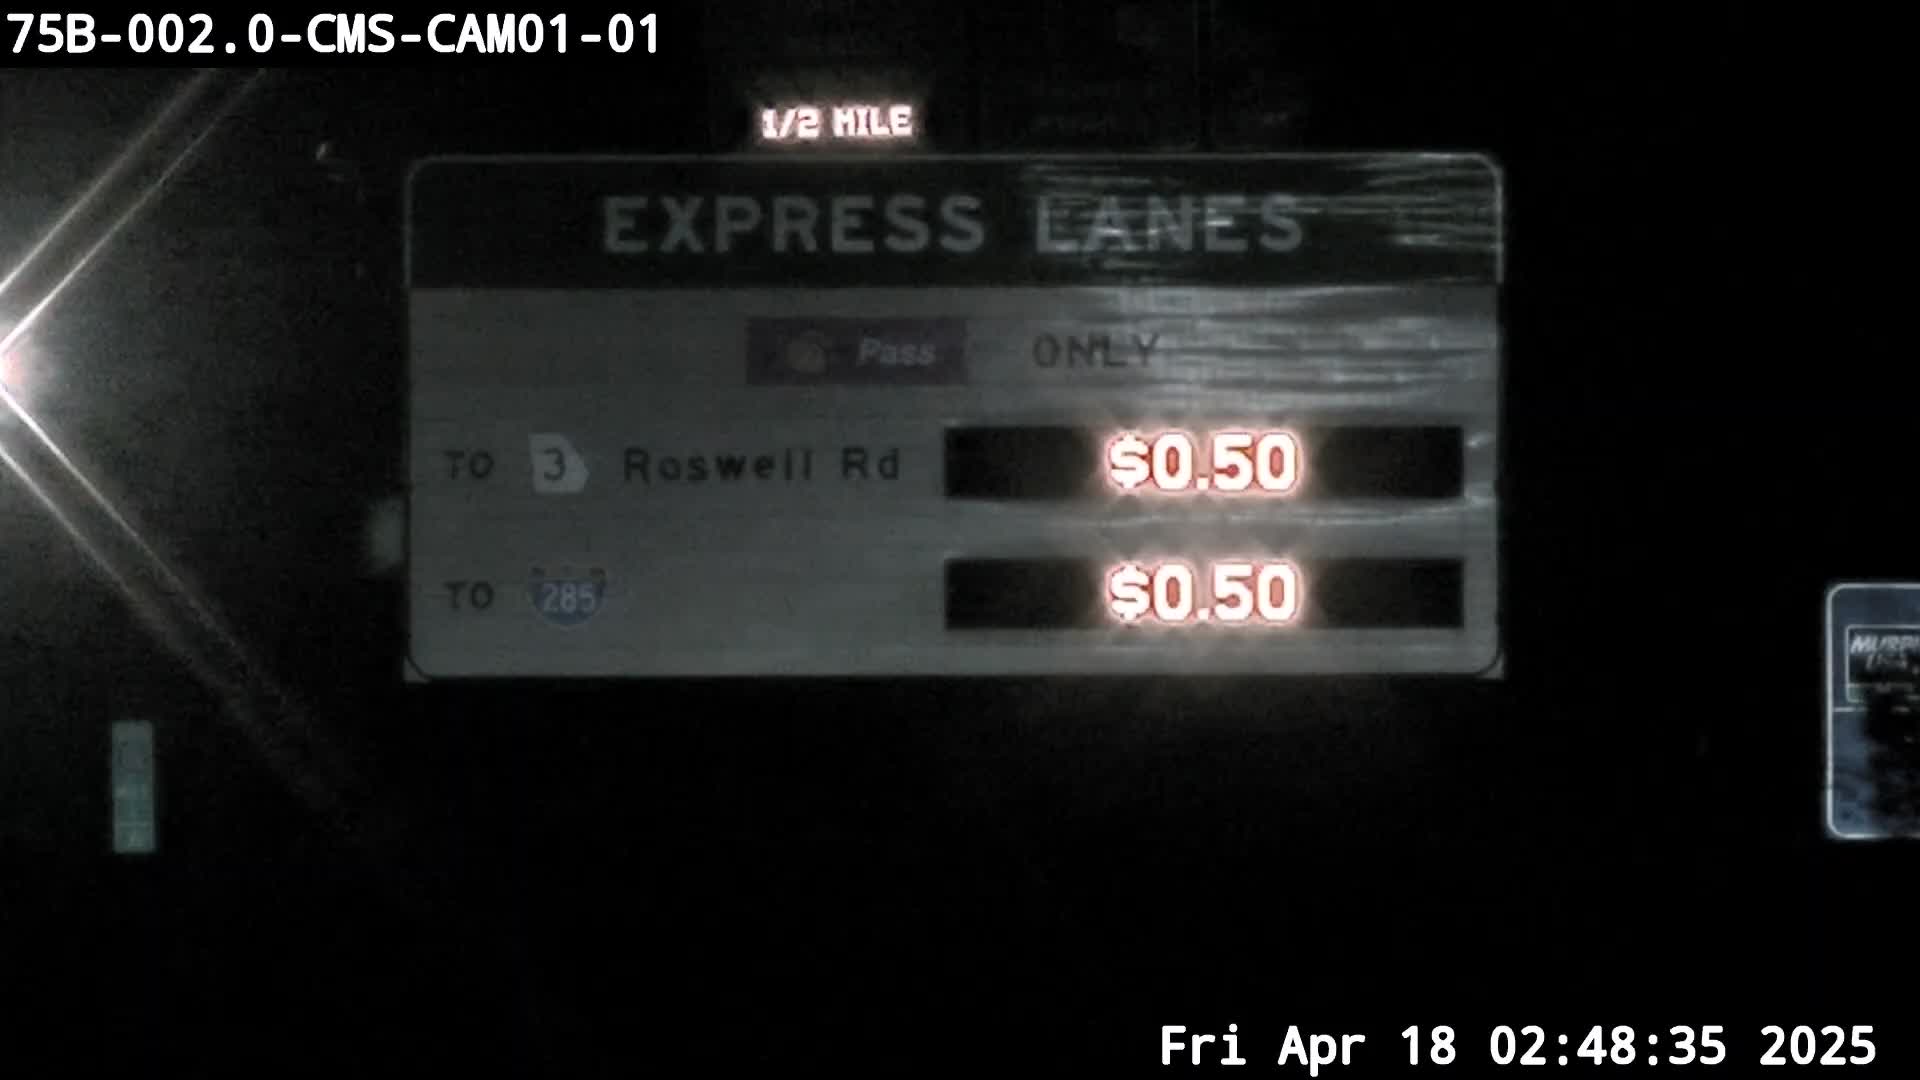 75B-002.0-CMS-CAM01-01
1/2 MILE
EXPRESS LANES
Pass ONLY
TO 3 Roswell Rd $0.50
TO 285 $0.50
Fri Apr 18 02:48:35 2025